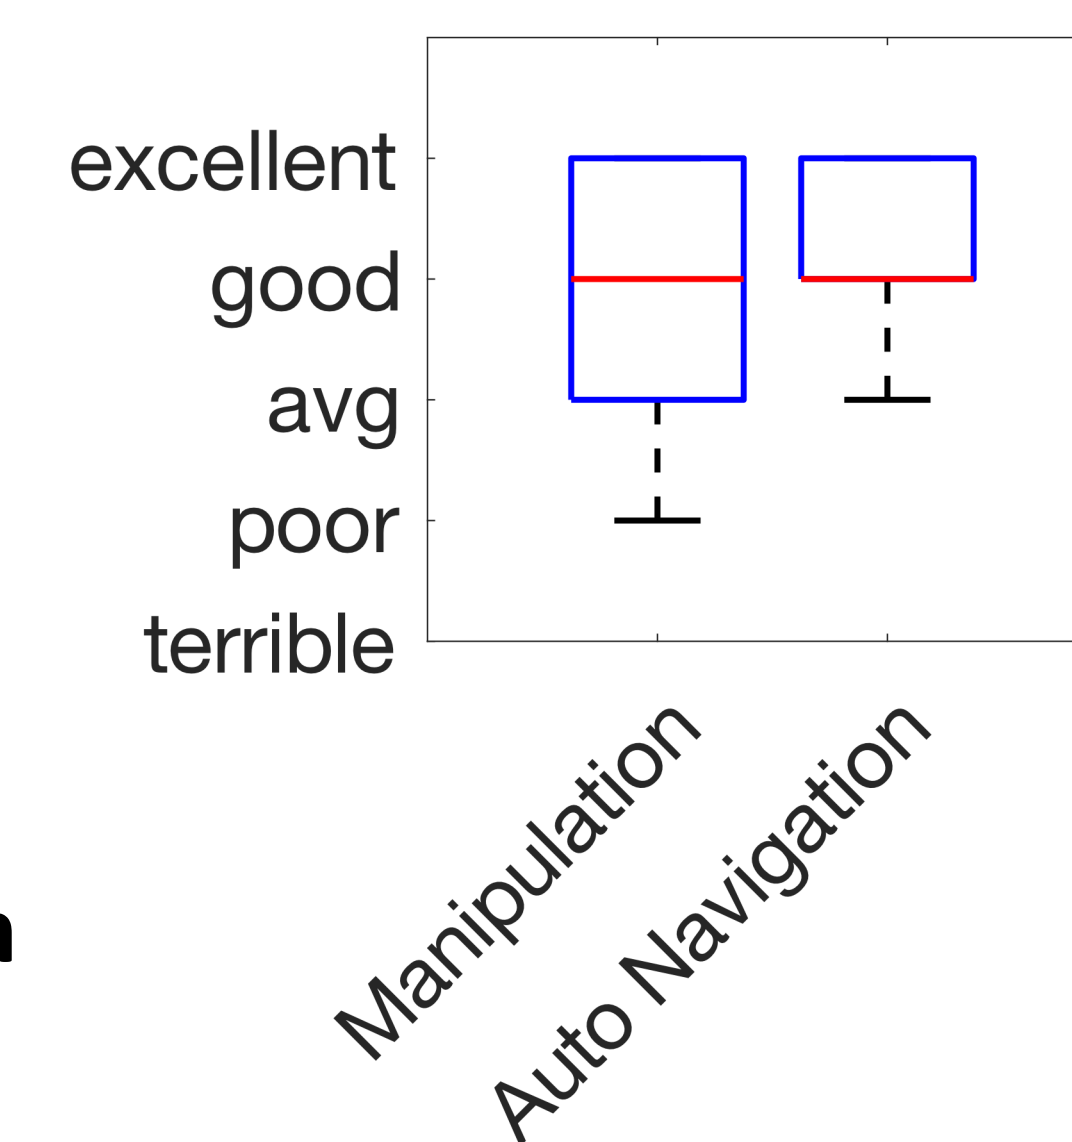 excellent
good
avg
poor
terrible
Manipulation
Auto Navigation